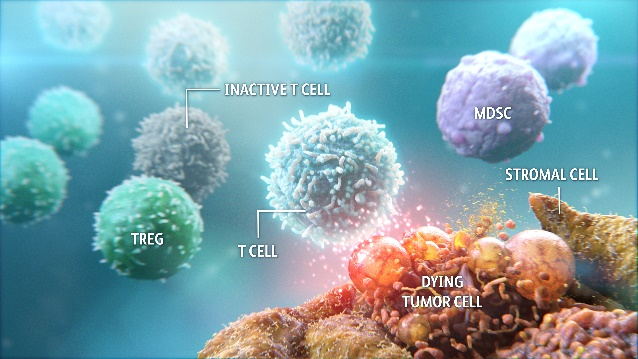 INACTIVE T CELL
MDSC
STROMAL CELL
TREG
T CELL
DYING
TUMOR CELL